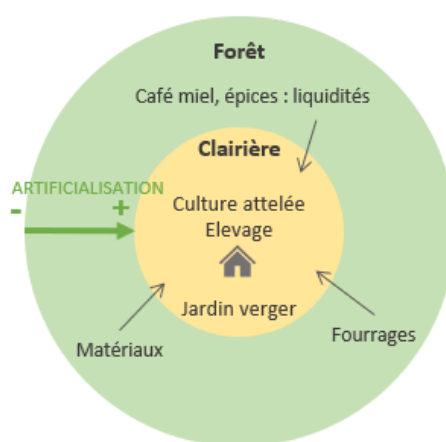 Forêt
Café miel, épices : liquidités
Clairière
ARTIFICIALISATION
- +
Culture attelée
Elevage
Jardin verger
Matériaux
Fourrages